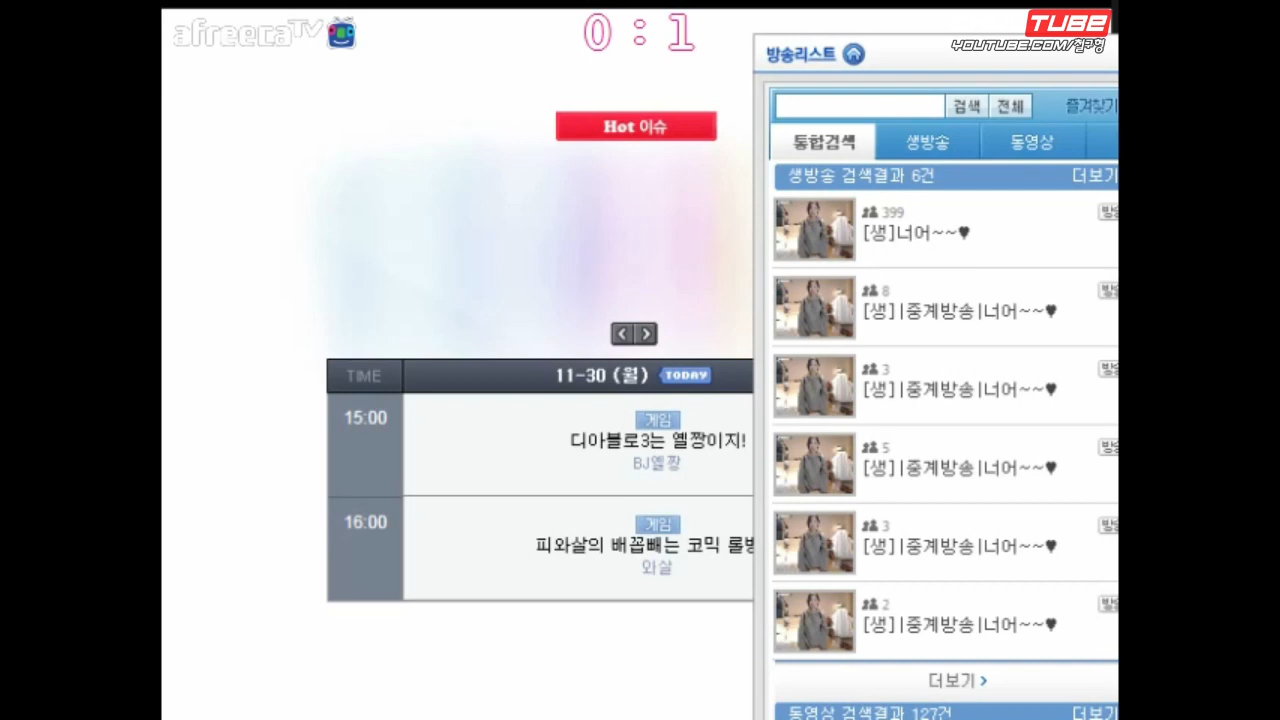 afreecaTV
0 : 1
TUBE
YOUTUBE.COM/철구형
방송리스트
Hot 이슈
검색
전체
즐겨찾기
통합검색
생방송
동영상
생방송 검색결과 6건
더보기
399
[생]너어~~♥
8
[생]|중계방송|너어~~♥
3
[생]|중계방송|너어~~♥
5
[생]|중계방송|너어~~♥
3
[생]|중계방송|너어~~♥
2
[생]|중계방송|너어~~♥
더보기 >
동영상 검색결과 127건
더보기
TIME
11-30 (월)
TODAY
15:00
게임
디아블로3는 옐짱이지!
BJ옐짱
16:00
게임
피와살의 배꼽빼는 코믹 롤방
와살